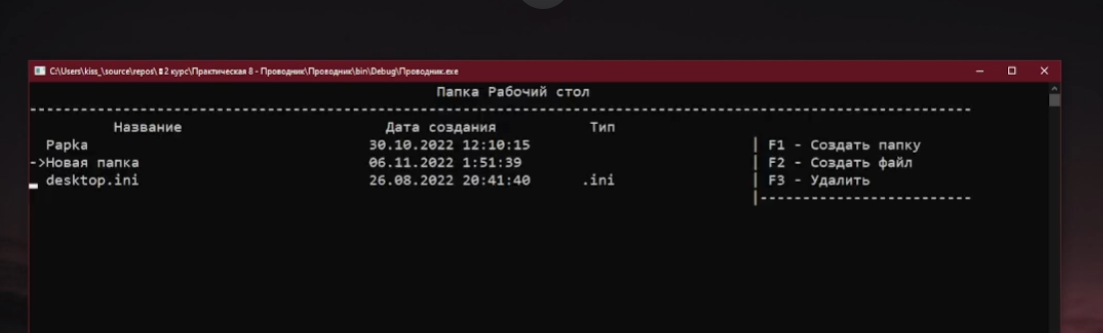 C:\Users\kiss_\source\repos\ 2 курс\Практическая 8 - Проводник\Проводник\bin\Debug\Проводник.exe
Папка Рабочий стол
Название Дата создания Тип
Papka 30.10.2022 12:10:15 | F1 - Создать папку
->Новая папка 06.11.2022 1:51:39 | F2 - Создать файл
desktop.ini 26.08.2022 20:41:40 .ini | F3 - Удалить